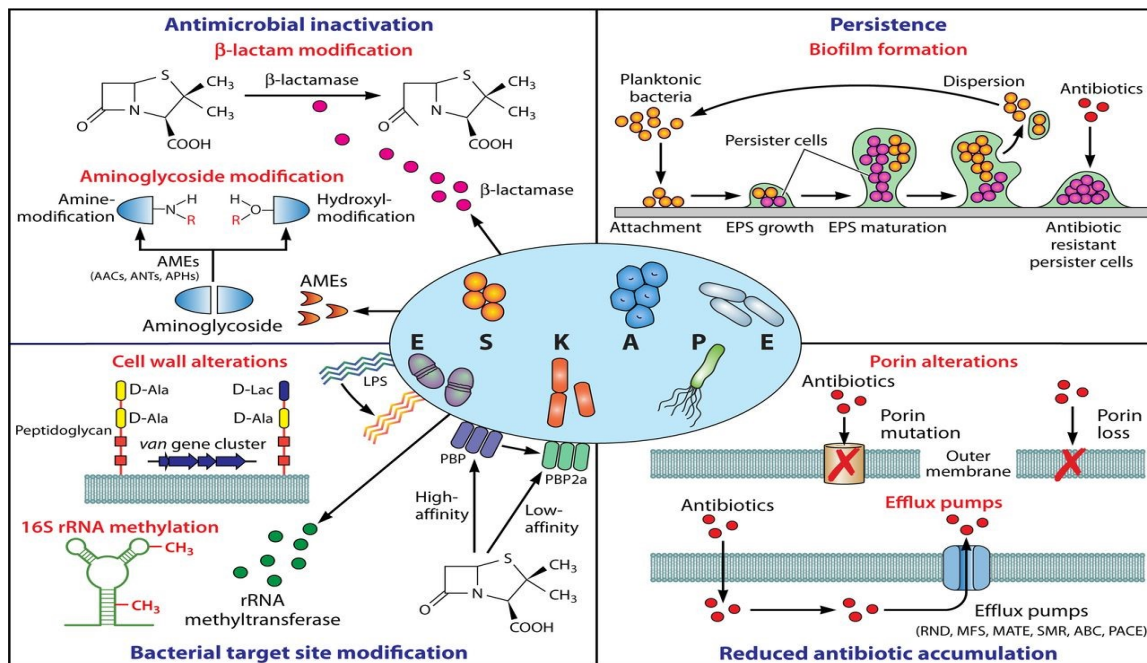 Antimicrobial inactivation
β-lactam modification
S
CH₃
β-lactamase
CH₃
N
O
COOH
S
CH₃
CH₃
N
O
COOH
β-lactamase
Aminoglycoside modification
Amine-
modification
N
H
R
H
O
R
Hydroxyl-
modification
AMEs
(AACs, ANTs, APHs)
Aminoglycoside
AMEs
Persistence
Biofilm formation
Planktonic
bacteria
Dispersion
Antibiotics
Persister cells
Attachment
EPS growth
EPS maturation
Antibiotic
resistant
persister cells
E S K A P E
Cell wall alterations
D-Ala
D-Lac
D-Ala
D-Ala
Peptidoglycan
van gene cluster
LPS
PBP
PBP2a
High-
affinity
Low-
affinity
16S rRNA methylation
CH₃
CH₃
rRNA
methyltransferase
S
CH₃
CH₃
N
O
COOH
Bacterial target site modification
Porin alterations
Antibiotics
Porin
mutation
Porin
loss
Outer
membrane
X
X
Antibiotics
Efflux pumps
Efflux pumps
(RND, MFS, MATE, SMR, ABC, PACE)
Reduced antibiotic accumulation